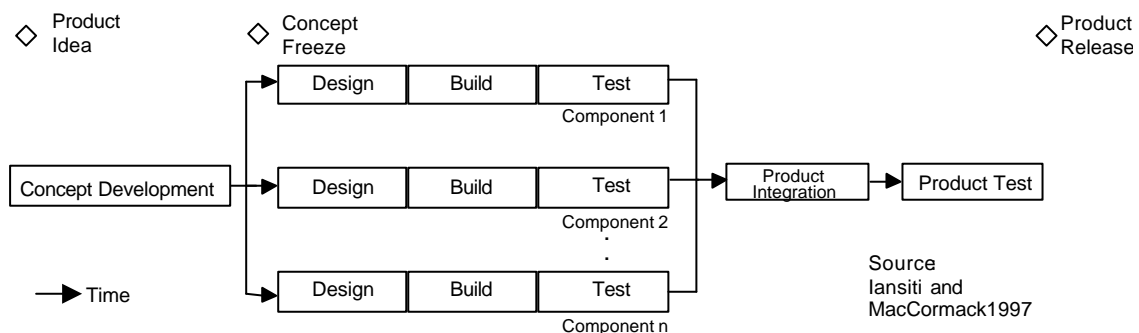 Product
Idea
Concept
Freeze
Product
Release
Design Build Test
Component 1
Concept Development
Design Build Test
Component 2
Product
Integration
Product Test
.
.
Design Build Test
Component n
Time
Source
Iansiti and
MacCormack1997